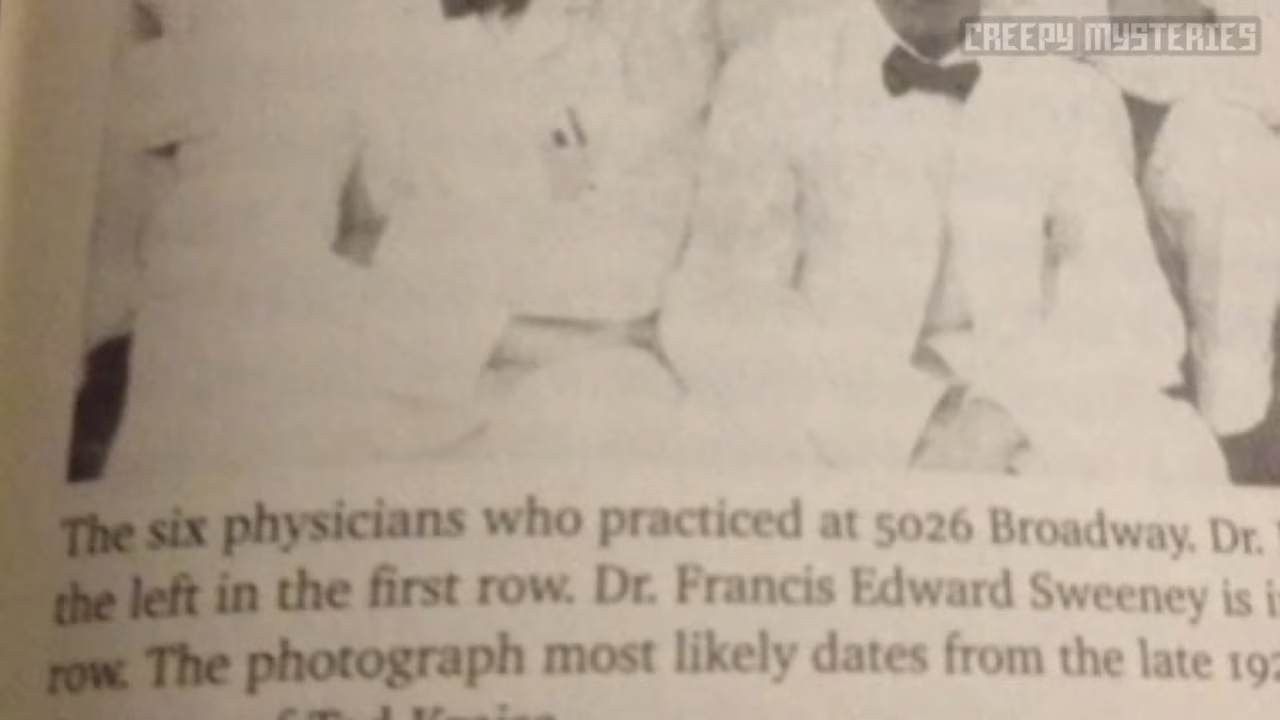 CREEPY MYSTERIES
The six physicians who practiced at 5026 Broadway. Dr.
the left in the first row. Dr. Francis Edward Sweeney is
row. The photograph most likely dates from the late